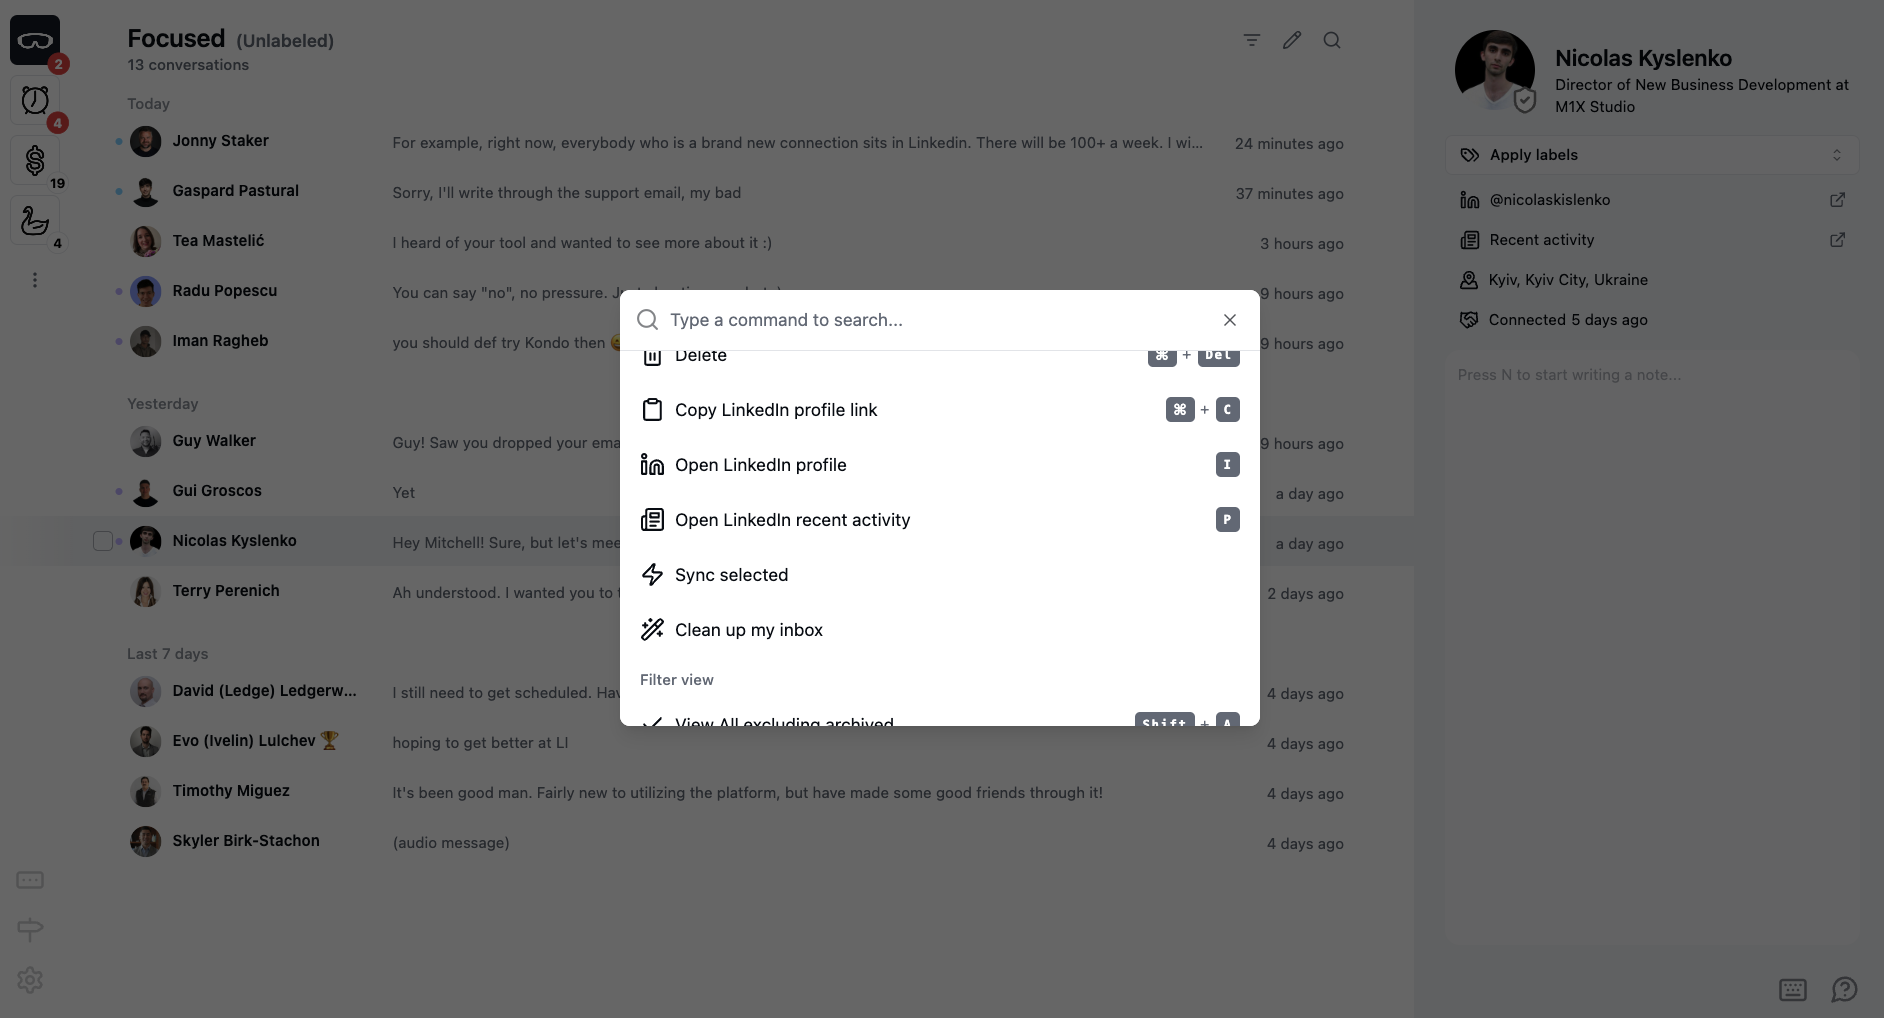 Focused (Unlabeled)
13 conversations
2
4
19
4
Today
Jonny Staker For example, right now, everybody who is a brand new connection sits in Linkedin. There will be 100+ a week. I wi... 24 minutes ago
Gaspard Pastural Sorry, I'll write through the support email, my bad 37 minutes ago
Tea Mastelić I heard of your tool and wanted to see more about it :) 3 hours ago
Radu Popescu You can say "no", no pressure. 9 hours ago
Iman Ragheb you should def try Kondo then 9 hours ago
Yesterday
Guy Walker Guy! Saw you dropped your ema 9 hours ago
Gui Groscos Yet a day ago
Nicolas Kyslenko Hey Mitchell! Sure, but let's mee a day ago
Terry Perenich Ah understood. I wanted you to 2 days ago
Last 7 days
David (Ledge) Ledgerw... I still need to get scheduled. Hav 4 days ago
Evo (Ivelin) Lulchev 🏆 hoping to get better at LI 4 days ago
Timothy Miguez It's been good man. Fairly new to utilizing the platform, but have made some good friends through it! 4 days ago
Skyler Birk-Stachon (audio message) 4 days ago
Type a command to search...
Delete ⌘ + Del
Copy LinkedIn profile link ⌘ + C
Open LinkedIn profile I
Open LinkedIn recent activity P
Sync selected
Clean up my inbox
Filter view
View All excluding archived Shift + A
Nicolas Kyslenko
Director of New Business Development at
M1X Studio
Apply labels
@nicolaskislenko
Recent activity
Kyiv, Kyiv City, Ukraine
Connected 5 days ago
Press N to start writing a note...